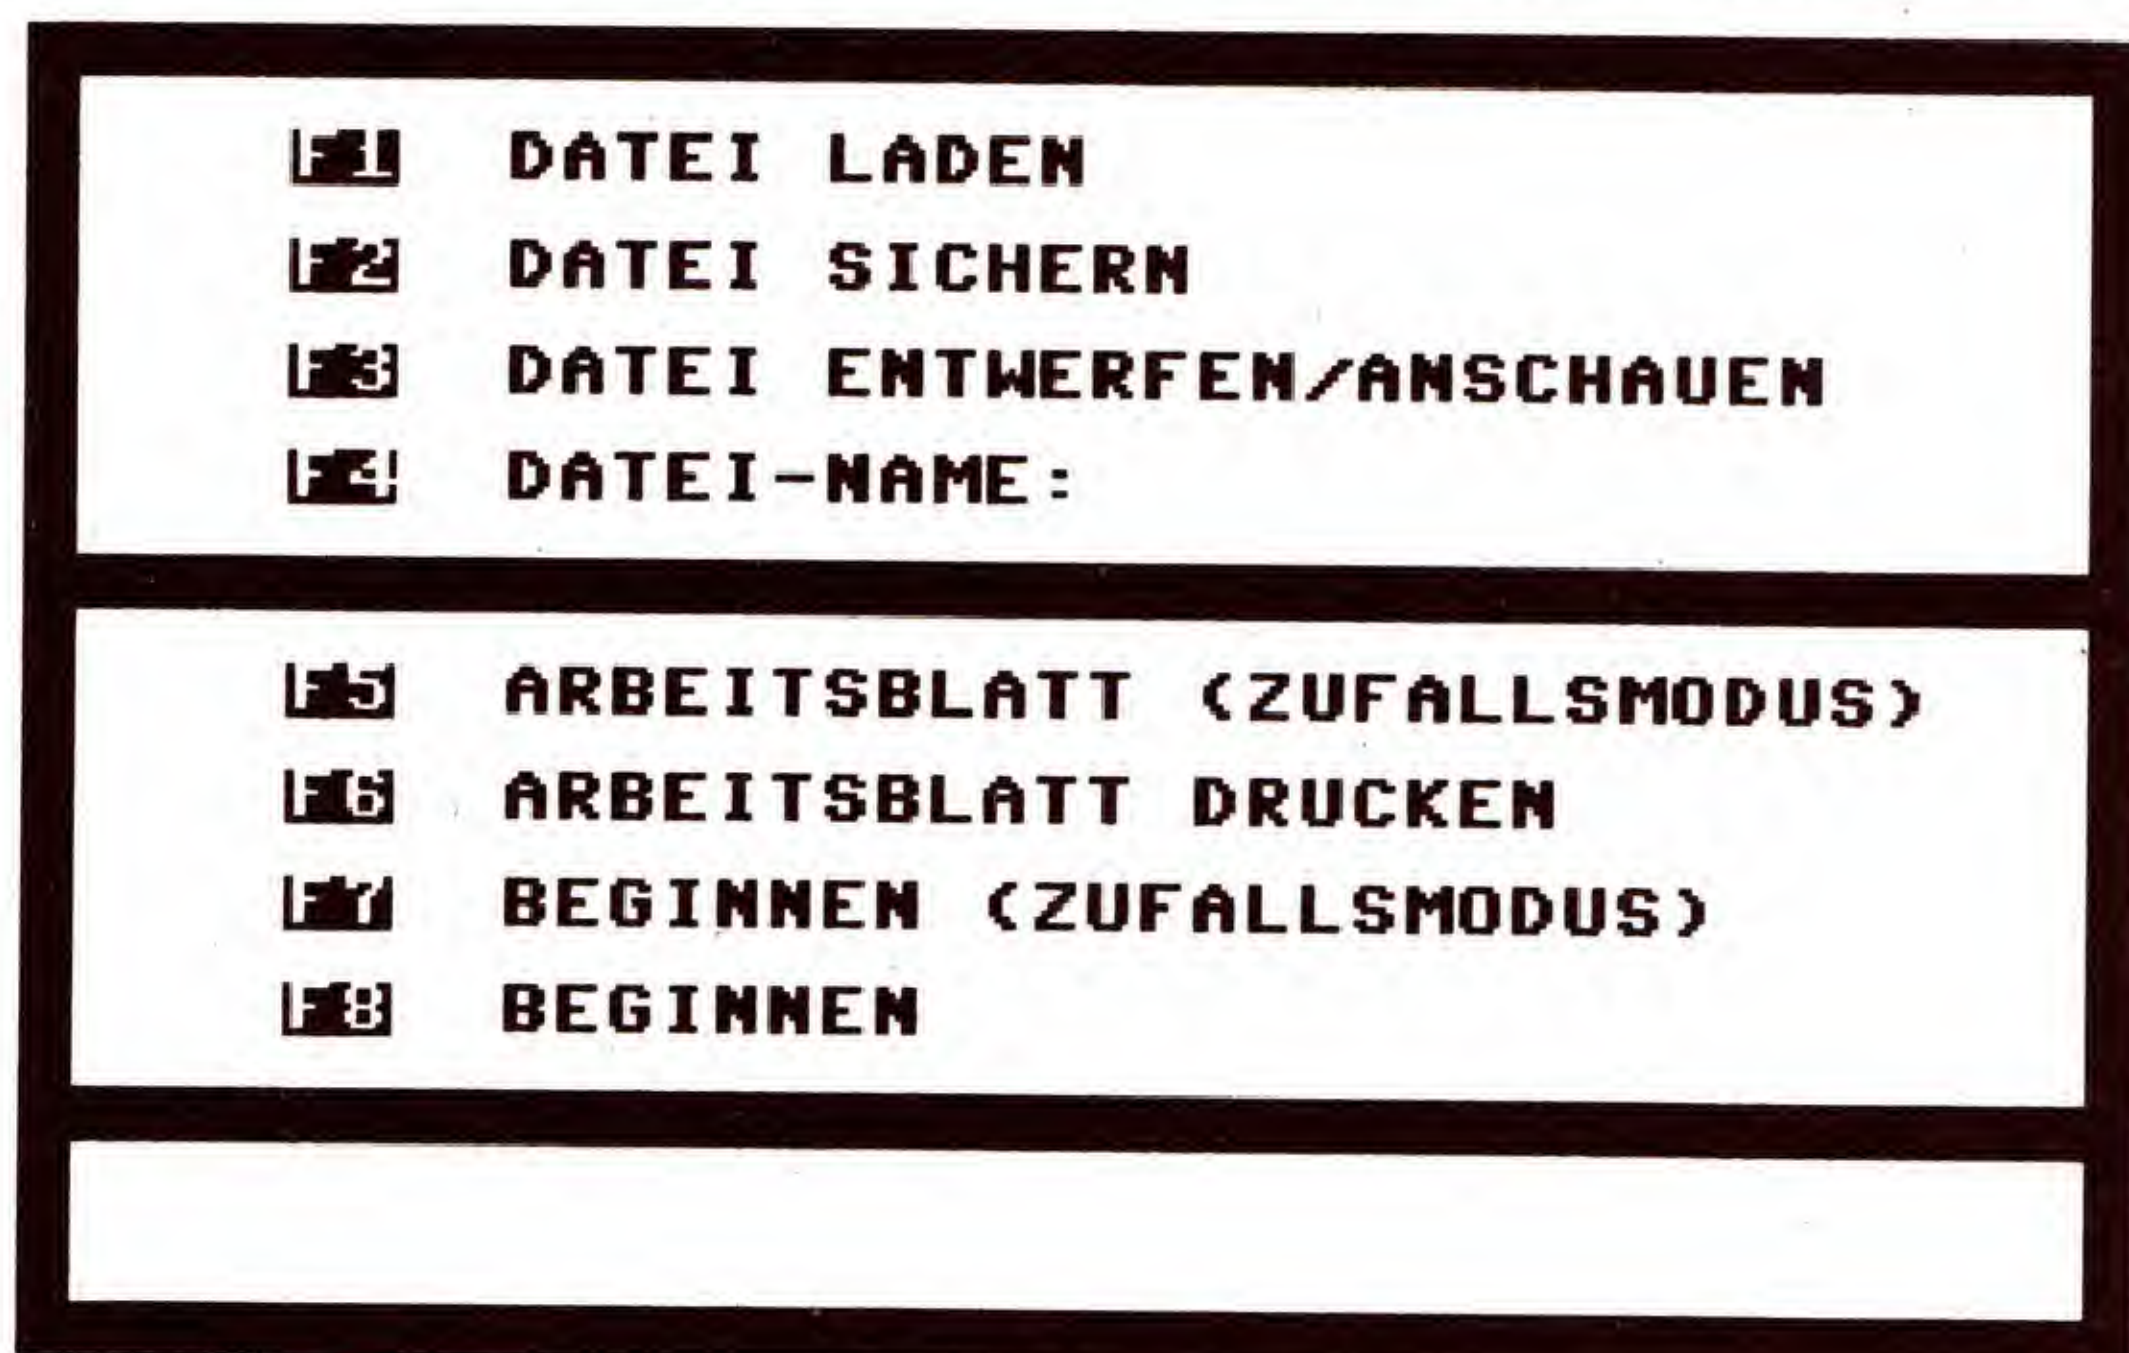 F1 DATEI LADEN
F2 DATEI SICHERN
F3 DATEI ENTWERFEN/ANSCHAUEN
F4 DATEI-NAME:
F5 ARBEITSBLATT (ZUFALLSMODUS)
F6 ARBEITSBLATT DRUCKEN
F7 BEGINNEN (ZUFALLSMODUS)
F8 BEGINNEN